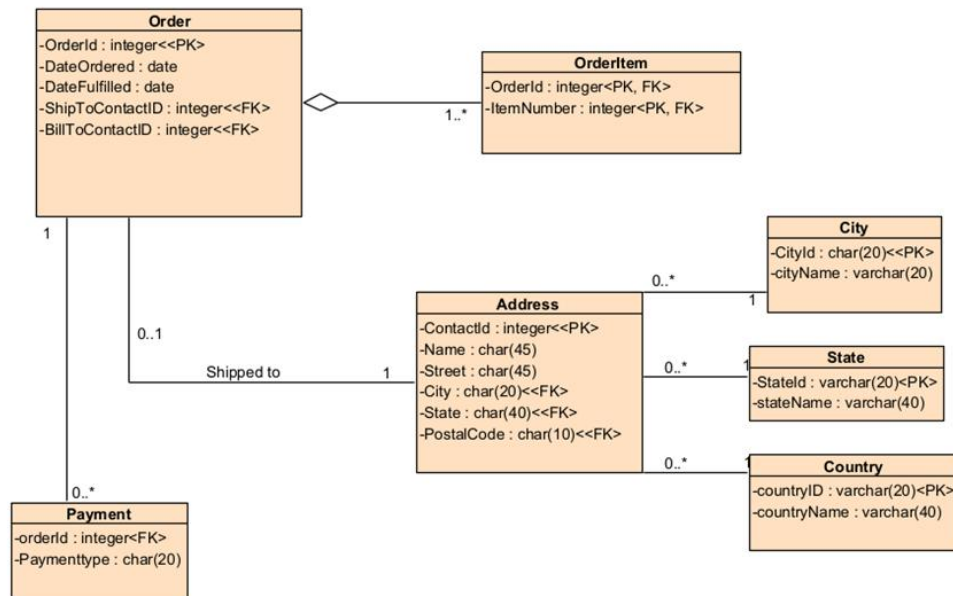 Order
-OrderId : integer<<PK>
-DateOrdered : date
-DateFulfilled : date
-ShipToContactID : integer<<FK>
-BillToContactID : integer<<FK>
OrderItem
-OrderId : integer<PK, FK>
-ItemNumber : integer<PK, FK>
1..*
1
0..1
Shipped to
1
City
-CityId : char(20)<<PK>
-cityName : varchar(20)
0..*
1
Address
-ContactId : integer<<PK>
-Name : char(45)
-Street : char(45)
-City : char(20)<<FK>
-State : char(40)<<FK>
-PostalCode : char(10)<<FK>
0..*
1
State
-StateId : varchar(20)<PK>
-stateName : varchar(40)
0..*
1
Country
-countryID : varchar(20)<PK>
-countryName : varchar(40)
0..*
Payment
-orderId : integer<FK>
-Paymenttype : char(20)